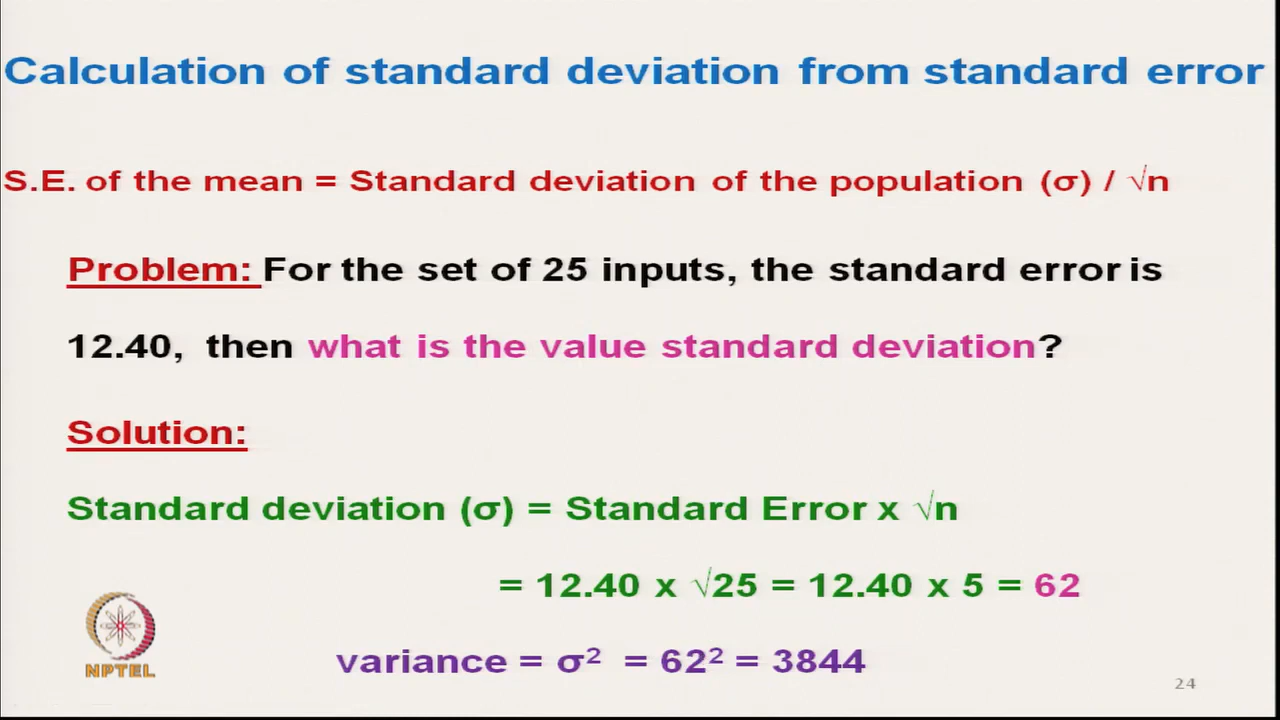 Calculation of standard deviation from standard error
S.E. of the mean = Standard deviation of the population (σ) / √n
Problem: For the set of 25 inputs, the standard error is
12.40, then what is the value standard deviation?
Solution:
Standard deviation (σ) = Standard Error x √n
= 12.40 x √25 = 12.40 x 5 = 62
variance = σ² = 62² = 3844
NPTEL
24